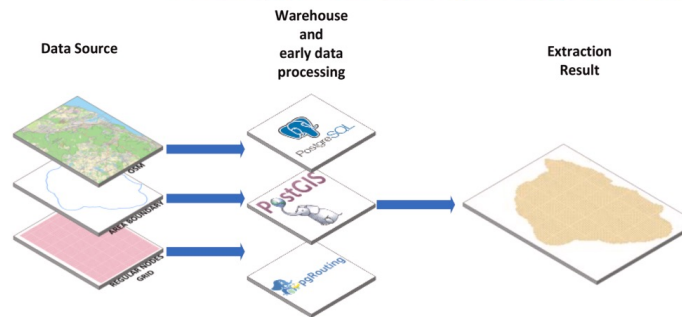 Data Source
Warehouse
and
early data
processing
Extraction
Result
OSM
AREA BOUNDARY
REGULAR NODES
GRID
PostgreSQL
PostGIS
pgRouting